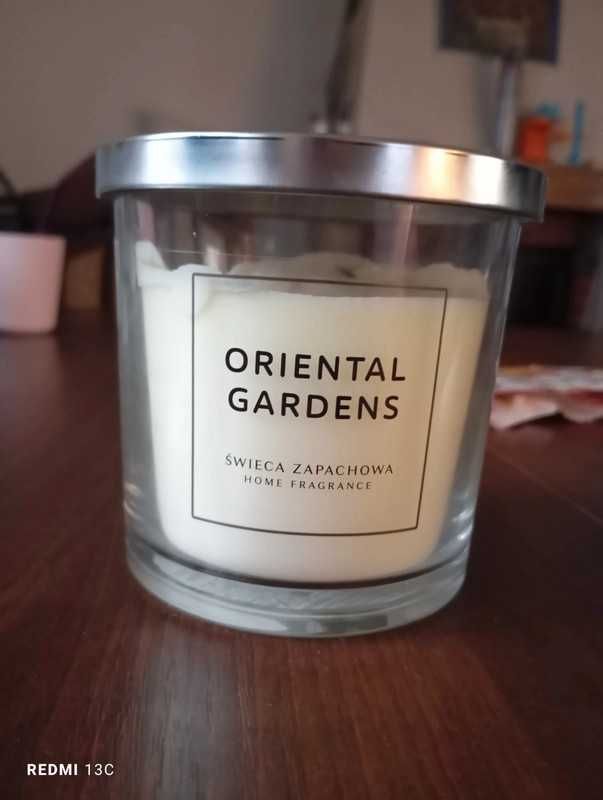 ORIENTAL
GARDENS
ŚWIECA ZAPACHOWA
HOME FRAGRANCE
REDMI 13C